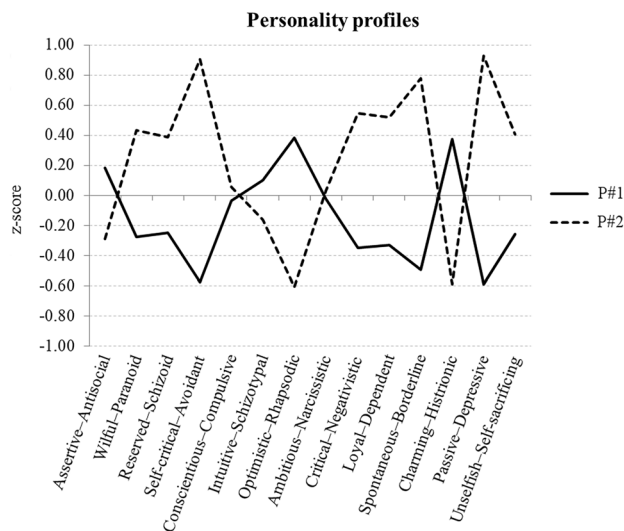 Personality profiles
1.00
0.80
0.60
0.40
0.20
0.00
-0.20
-0.40
-0.60
-0.80
-1.00
z-score
P#1
P#2
Assertive–Antisocial
Wilful–Paranoid
Reserved–Schizoid
Self-critical–Avoidant
Conscientious–Compulsive
Intuitive–Schizotypal
Optimistic–Rhapsodic
Ambitious–Narcissistic
Critical–Negativistic
Loyal–Dependent
Spontaneous–Borderline
Charming–Histrionic
Passive–Depressive
Unselfish–Self-sacrificing